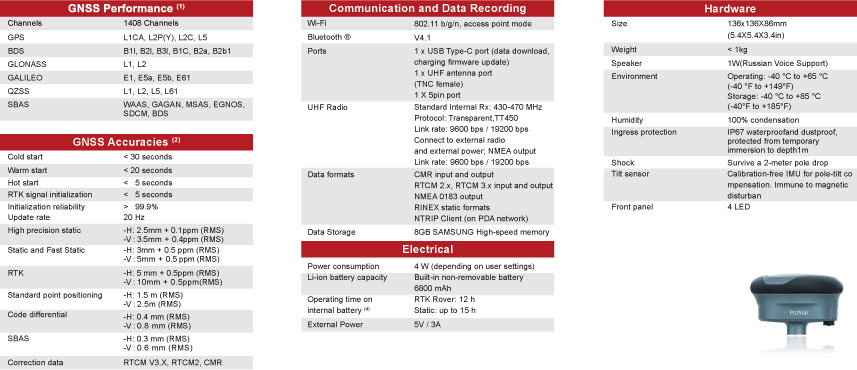 GNSS Performance (1)
Channels 1408 Channels
GPS L1CA, L2P(Y), L2C, L5
BDS B1I, B2I, B3I, B1C, B2a, B2b1
GLONASS L1, L2
GALILEO E1, E5a, E5b, E61
QZSS L1, L2, L5, L61
SBAS WAAS, GAGAN, MSAS, EGNOS,
SDCM, BDS
GNSS Accuracies (2)
Cold start < 30 seconds
Warm start < 20 seconds
Hot start < 5 seconds
RTK signal initialization < 5 seconds
Initialization reliability > 99.9%
Update rate 20 Hz
High precision static -H: 2.5mm + 0.1ppm (RMS)
-V : 3.5mm + 0.4ppm (RMS)
Static and Fast Static -H: 3mm + 0.5 ppm (RMS)
-V : 5mm + 0.5 ppm (RMS)
RTK -H: 5 mm + 0.5ppm (RMS)
-V : 10mm + 0.5ppm(RMS)
Standard point positioning -H: 1.5 m (RMS)
-V : 2.5m (RMS)
Code differential -H: 0.4 mm (RMS)
-V : 0.8 mm (RMS)
SBAS -H: 0.3 mm (RMS)
-V : 0.6 mm (RMS)
Correction data RTCM V3.X, RTCM2, CMR
Communication and Data Recording
Wi-Fi 802.11 b/g/n, access point mode
Bluetooth ® V4.1
Ports 1 x USB Type-C port (data download,
charging firmware update)
1 x UHF antenna port
(TNC female)
1 X 5pin port
UHF Radio Standard Internal Rx: 430-470 MHz
Protocol: Transparent,TT450
Link rate: 9600 bps / 19200 bps
Connect to external radio
and external power; NMEA output
Link rate: 9600 bps / 19200 bps
Data formats CMR input and output
RTCM 2.x, RTCM 3.x input and output
NMEA 0183 output
RINEX static formats
NTRIP Client (on PDA network)
Data Storage 8GB SAMSUNG High-speed memory
Electrical
Power consumption 4 W (depending on user settings)
Li-ion battery capacity Built-in non-removable battery
6800 mAh
Operating time on RTK Rover: 12 h
internal battery (4) Static: up to 15 h
External Power 5V / 3A
Hardware
Size 136x136X86mm
(5.4X5.4X3.4in)
Weight < 1kg
Speaker 1W(Russian Voice Support)
Environment Operating: -40 °C to +65 °C
(-40 °F to +149°F)
Storage: -40 °C to +85 °C
(-40°F to +185°F)
Humidity 100% condensation
Ingress protection IP67 waterproofand dustproof,
protected from temporary
immersion to depth1m
Shock Survive a 2-meter pole drop
Tilt sensor Calibration-free IMU for pole-tilt co
mpensation. Immune to magnetic
disturban
Front panel 4 LED
PozStar